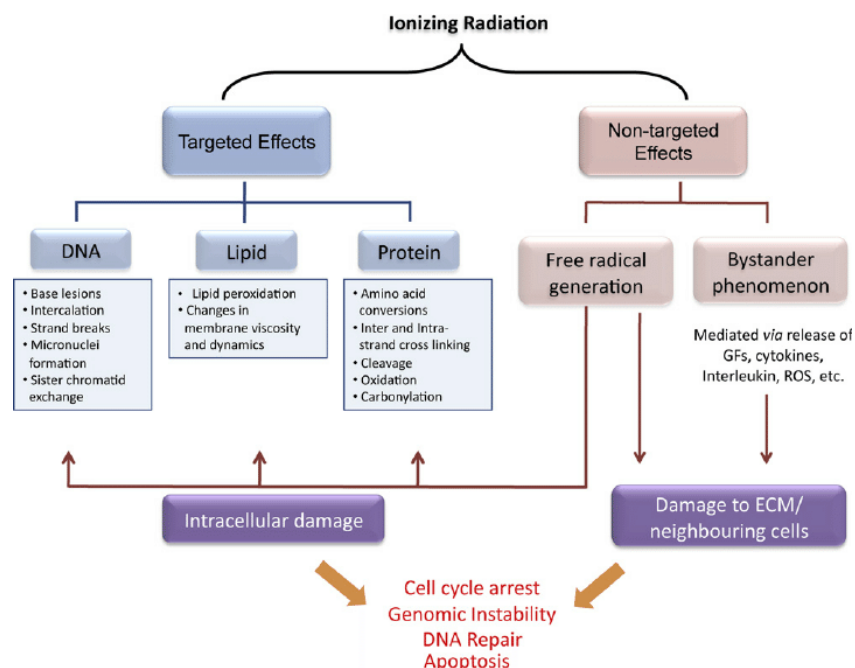 Ionizing Radiation
Targeted Effects
Non-targeted
Effects
DNA
• Base lesions
• Intercalation
• Strand breaks
• Micronuclei
formation
• Sister chromatid
exchange
Lipid
• Lipid peroxidation
• Changes in
membrane viscosity
and dynamics
Protein
• Amino acid
conversions
• Inter and Intra-
strand cross linking
• Cleavage
• Oxidation
• Carbonylation
Free radical
generation
Bystander
phenomenon
Mediated via release of
GFs, cytokines,
Interleukin, ROS, etc.
Intracellular damage
Damage to ECM/
neighbouring cells
Cell cycle arrest
Genomic Instability
DNA Repair
Apoptosis